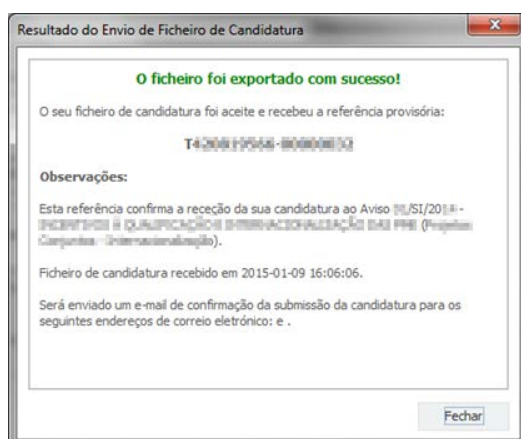 Resultado do Envio de Ficheiro de Candidatura
O ficheiro foi exportado com sucesso!
O seu ficheiro de candidatura foi aceite e recebeu a referência provisória:
Observações:
Esta referência confirma a receção da sua candidatura ao Aviso /SI/2014 -
Ficheiro de candidatura recebido em 2015-01-09 16:06:06.
Será enviado um e-mail de confirmação da submissão da candidatura para os
seguintes endereços de correio eletrónico: e .
Fechar